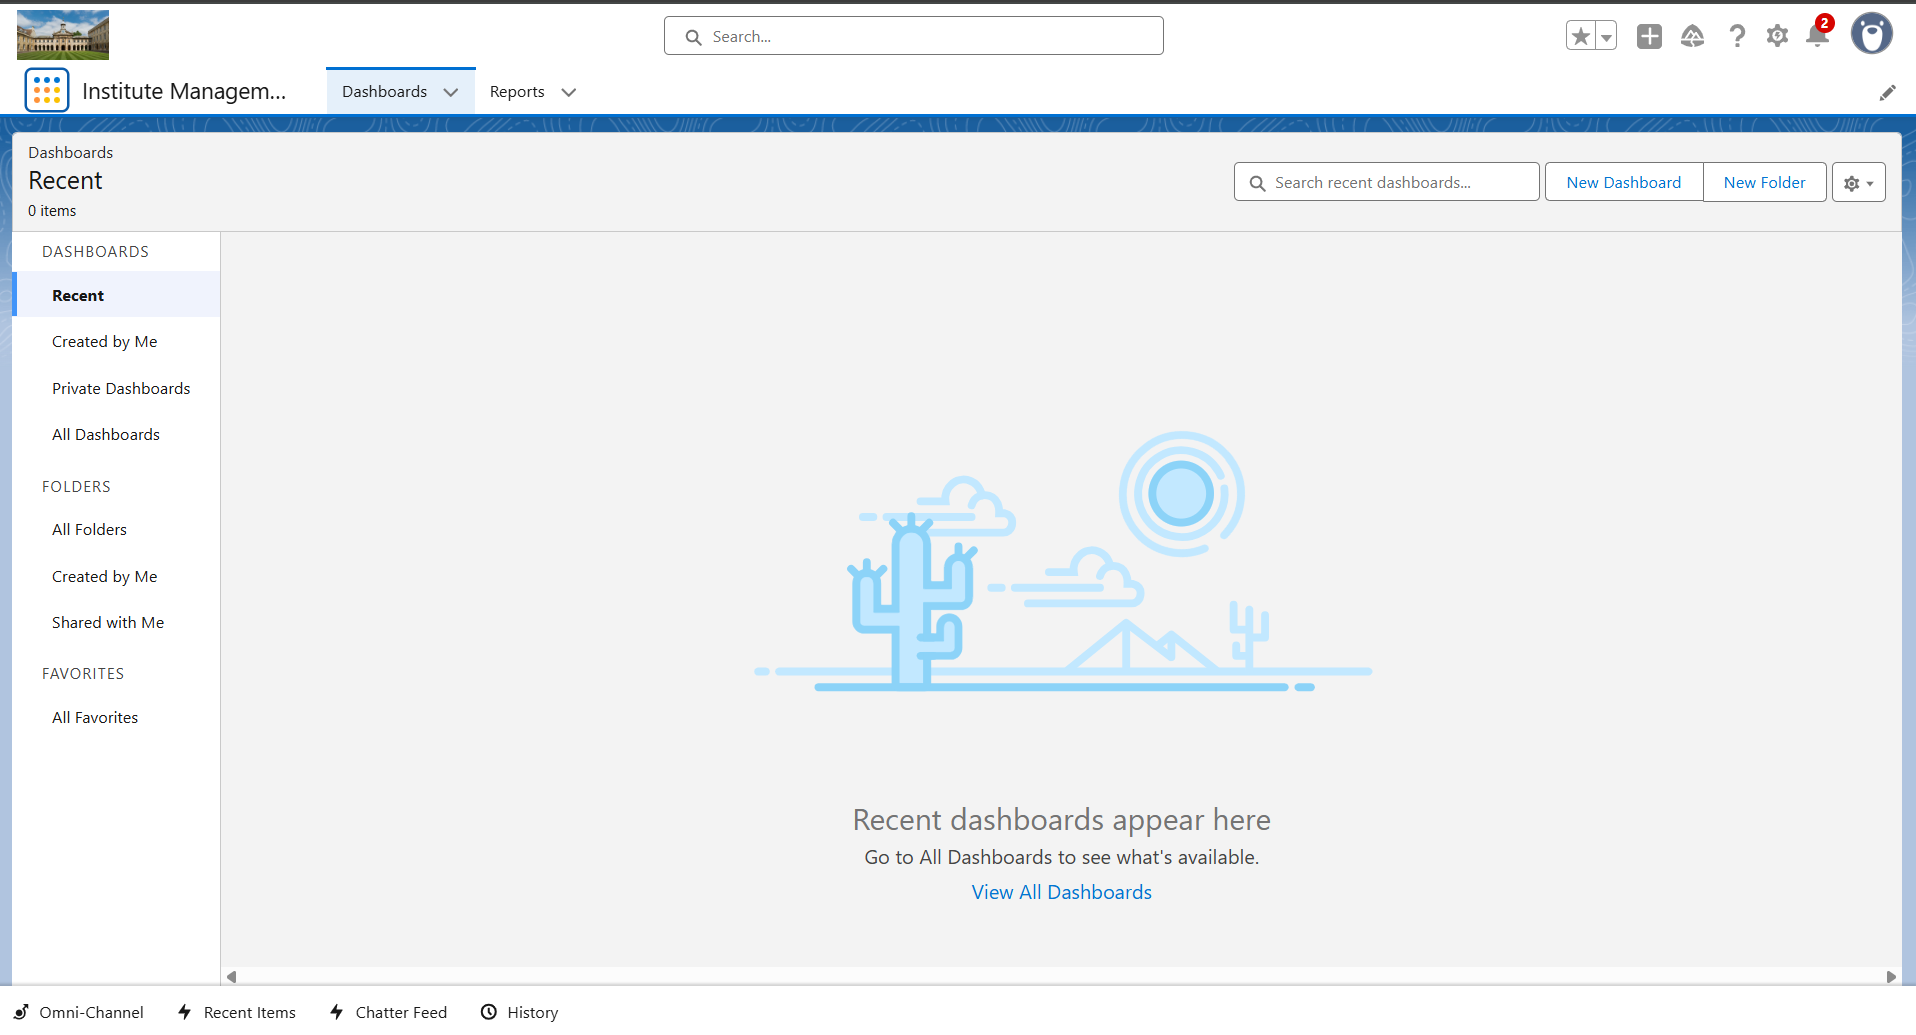 Search...
2
Institute Managem...
Dashboards
Reports
Dashboards
Recent
0 items
Search recent dashboards...
New Dashboard
New Folder
DASHBOARDS
Recent
Created by Me
Private Dashboards
All Dashboards
FOLDERS
All Folders
Created by Me
Shared with Me
FAVORITES
All Favorites
Recent dashboards appear here
Go to All Dashboards to see what's available.
View All Dashboards
Omni-Channel
Recent Items
Chatter Feed
History